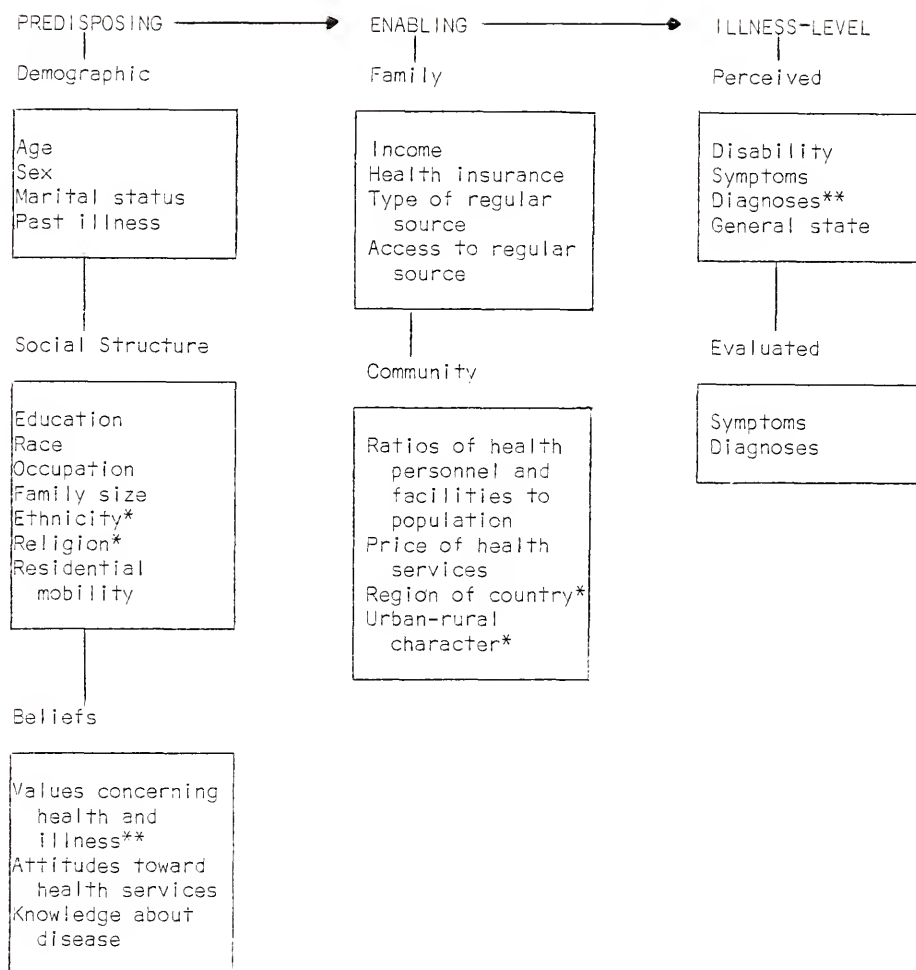 PREDISPOSING
Demographic
Age
Sex
Marital status
Past illness
Social Structure
Education
Race
Occupation
Family size
Ethnicity*
Religion*
Residential
mobility
Beliefs
Values concerning
health and
illness**
Attitudes toward
health services
Knowledge about
disease
ENABLING
Family
Income
Health insurance
Type of regular
source
Access to regular
source
Community
Ratios of health
personnel and
facilities to
population
Price of health
services
Region of country*
Urban-rural
character*
ILLNESS-LEVEL
Perceived
Disability
Symptoms
Diagnoses**
General state
Evaluated
Symptoms
Diagnoses